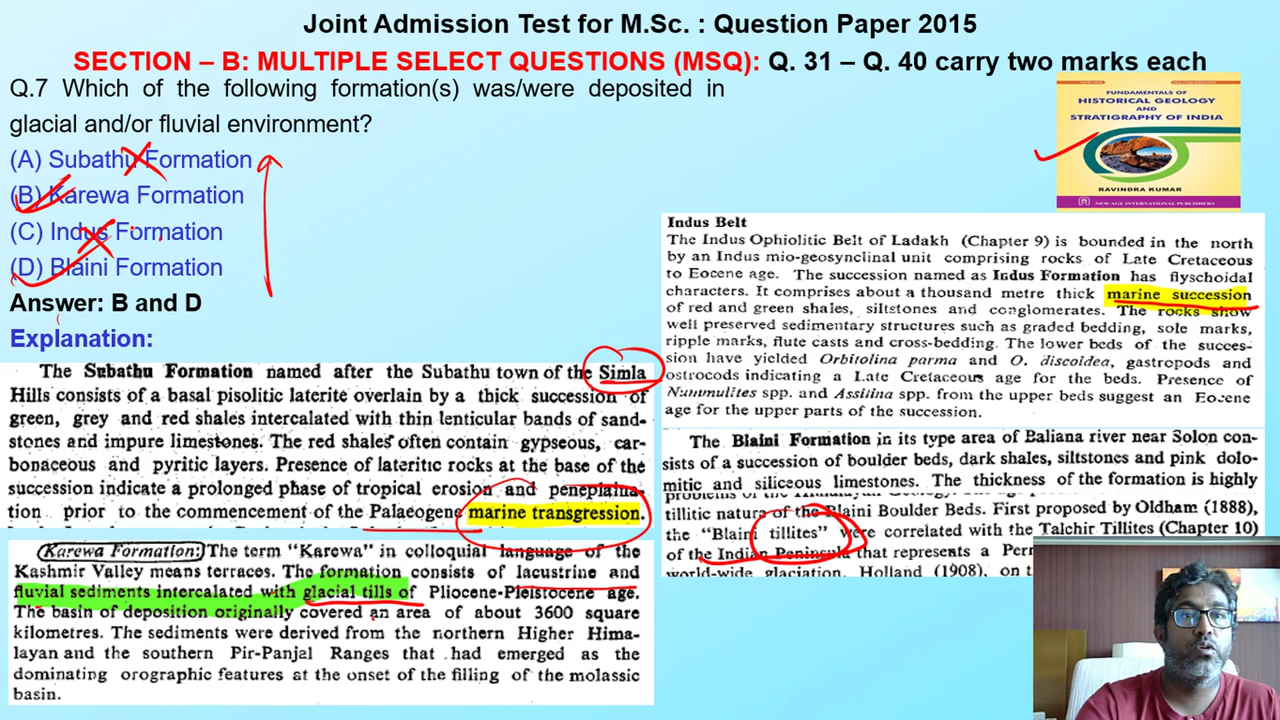 Joint Admission Test for M.Sc. : Question Paper 2015
SECTION – B: MULTIPLE SELECT QUESTIONS (MSQ): Q. 31 – Q. 40 carry two marks each
Q.7 Which of the following formation(s) was/were deposited in
glacial and/or fluvial environment?
(A) Subathu Formation
(B) Karewa Formation
(C) Indus Formation
(D) Blaini Formation
Answer: B and D
Explanation:
The Subathu Formation named after the Subathu town of the Simla
Hills consists of a basal pisolitic laterite overlain by a thick succession of
green, grey and red shales intercalated with thin lenticular bands of sand-
stones and impure limestones. The red shales often contain gypseous, car-
bonaceous and pyritic layers. Presence of lateritic rocks at the base of the
succession indicate a prolonged phase of tropical erosion and peneplaina-
tion prior to the commencement of the Palaeogene marine transgression.
Karewa Formation: The term “Karewa” in colloquial language of the
Kashmir Valley means terraces. The formation consists of lacustrine and
fluvial sediments intercalated with glacial tills of Pliocene-Pleistocene age.
The basin of deposition originally covered an area of about 3600 square
kilometres. The sediments were derived from the northern Higher Hima-
layan and the southern Pir-Panjal Ranges that had emerged as the
dominating orographic features at the onset of the filling of the molassic
basin.
FUNDAMENTALS OF
HISTORICAL GEOLOGY
AND
STRATIGRAPHY OF INDIA
RAVINDRA KUMAR
NEW AGE INTERNATIONAL PUBLISHERS
Indus Belt
The Indus Ophiolitic Belt of Ladakh (Chapter 9) is bounded in the north
by an Indus mio-geosynclinal unit comprising rocks of Late Cretaceous
to Eocene age. The succession named as Indus Formation has flyschoidal
characters. It comprises about a thousand metre thick marine succession
of red and green shales, siltstones and conglomerates. The rocks show
well preserved sedimentary structures such as graded bedding, sole marks,
ripple marks, flute casts and cross-bedding. The lower beds of the succes-
sion have yielded Orbitolina parma and O. discoidea, gastropods and
ostrocods indicating a Late Cretaceous age for the beds. Presence of
Nummulites spp. and Assilina spp. from the upper beds suggest an Eocene
age for the upper parts of the succession.
The Blaini Formation in its type area of Baliana river near Solon con-
sists of a succession of boulder beds, dark shales, siltstones and pink dolo-
mitic and siliceous limestones. The thickness of the formation is highly
problems of the Himalayan Geology.
tillitic natura of the Blaini Boulder Beds. First proposed by Oldham (1888),
the “Blaini tillites” were correlated with the Talchir Tillites (Chapter 10)
of the Indian Peninsula that represents a
world-wide glaciation. Holland (1908), on